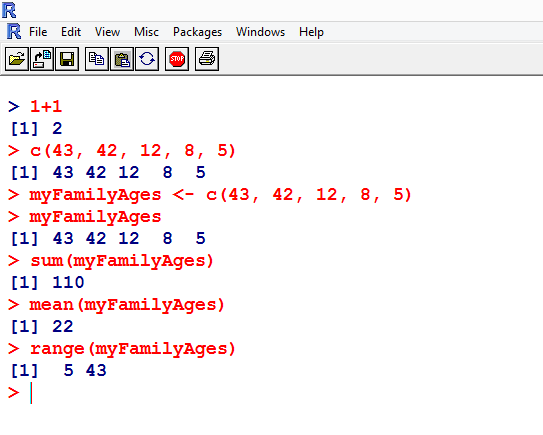 R
R File Edit View Misc Packages Windows Help
STOP
> 1+1
[1] 2
> c(43, 42, 12, 8, 5)
[1] 43 42 12  8  5
> myFamilyAges <- c(43, 42, 12, 8, 5)
> myFamilyAges
[1] 43 42 12  8  5
> sum(myFamilyAges)
[1] 110
> mean(myFamilyAges)
[1] 22
> range(myFamilyAges)
[1]  5 43
>